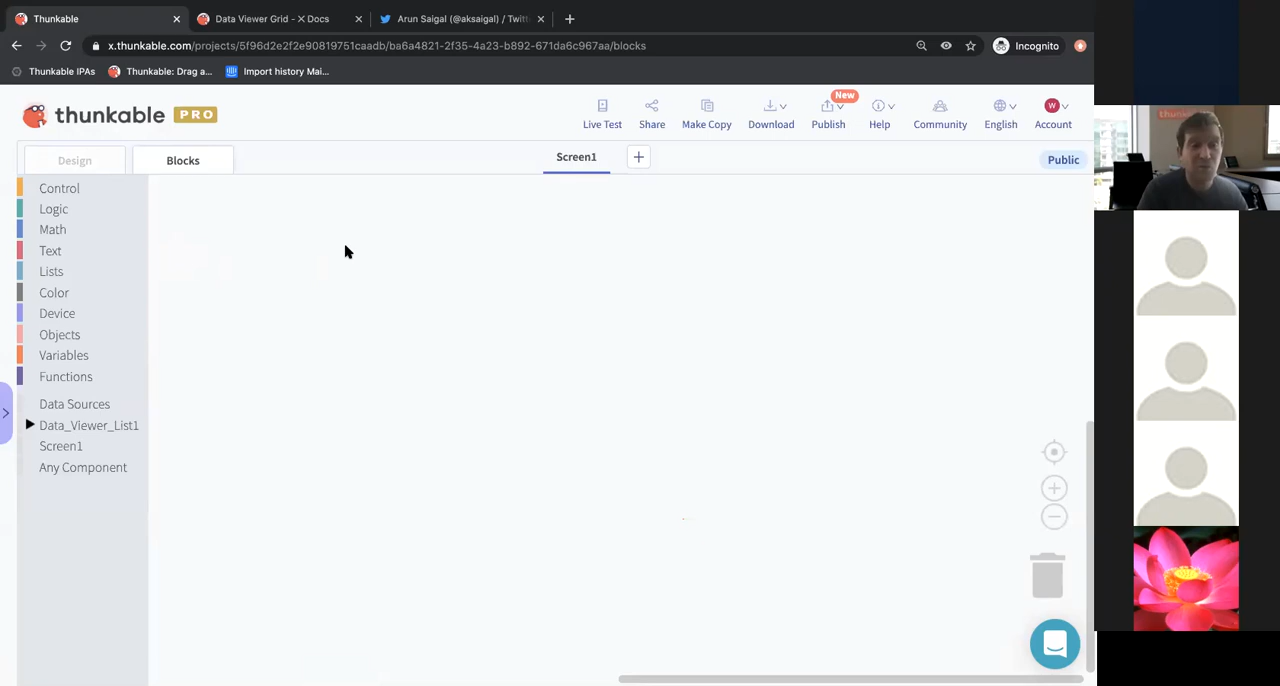 Thunkable
Data Viewer Grid - X Docs
Arun Saigal (@aksaigal) / Twitt
x.thunkable.com/projects/5f96d2e2f2e90819751caadb/ba6a4821-2f35-4a23-b892-671da6c967aa/blocks
Incognito
Thunkable IPAs
Thunkable: Drag a...
Import history Mai...
thunkable PRO
New
Live Test
Share
Make Copy
Download
Publish
Help
Community
English
W
Account
thunkable
Design
Blocks
Screen1
Public
Control
Logic
Math
Text
Lists
Color
Device
Objects
Variables
Functions
Data Sources
Data_Viewer_List1
Screen1
Any Component